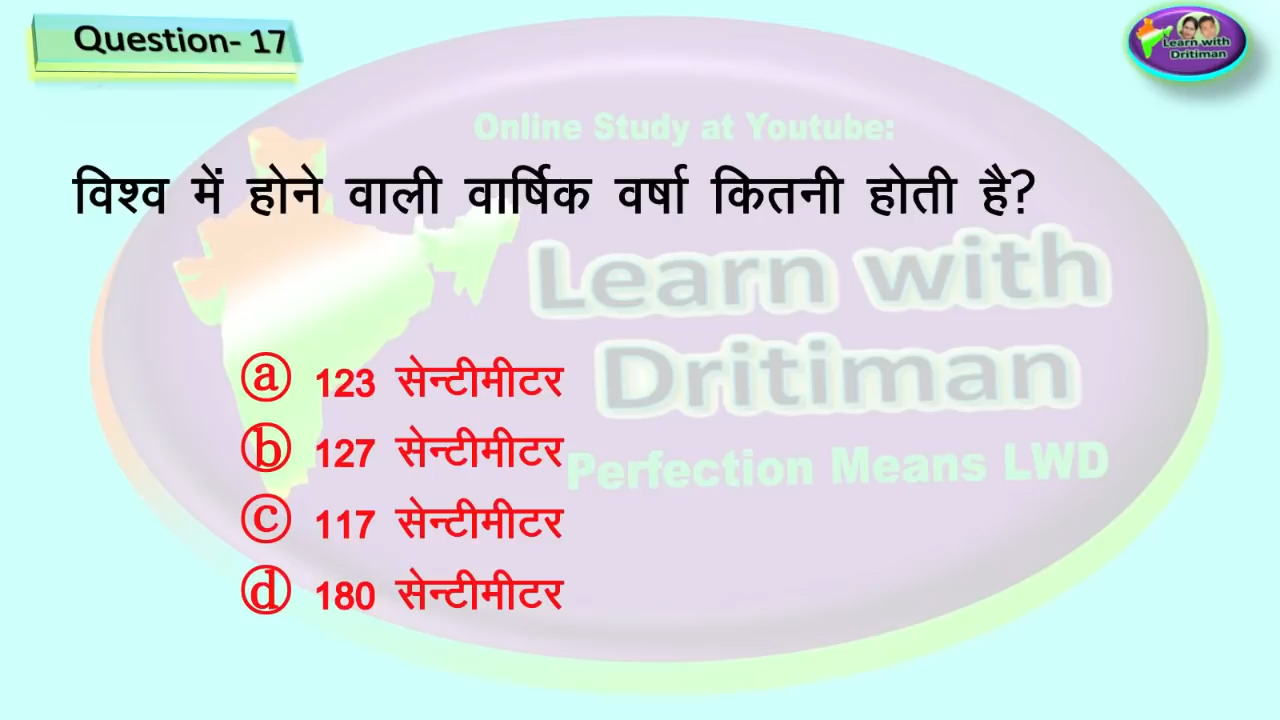 Question- 17
Learn with
Dritiman
Online Study at Youtube:
विश्व में होने वाली वार्षिक वर्षा कितनी होती है?
Learn with
Dritiman
ⓐ 123 सेन्टीमीटर
ⓑ 127 सेन्टीमीटर
Perfection Means LWD
ⓒ 117 सेन्टीमीटर
ⓓ 180 सेन्टीमीटर